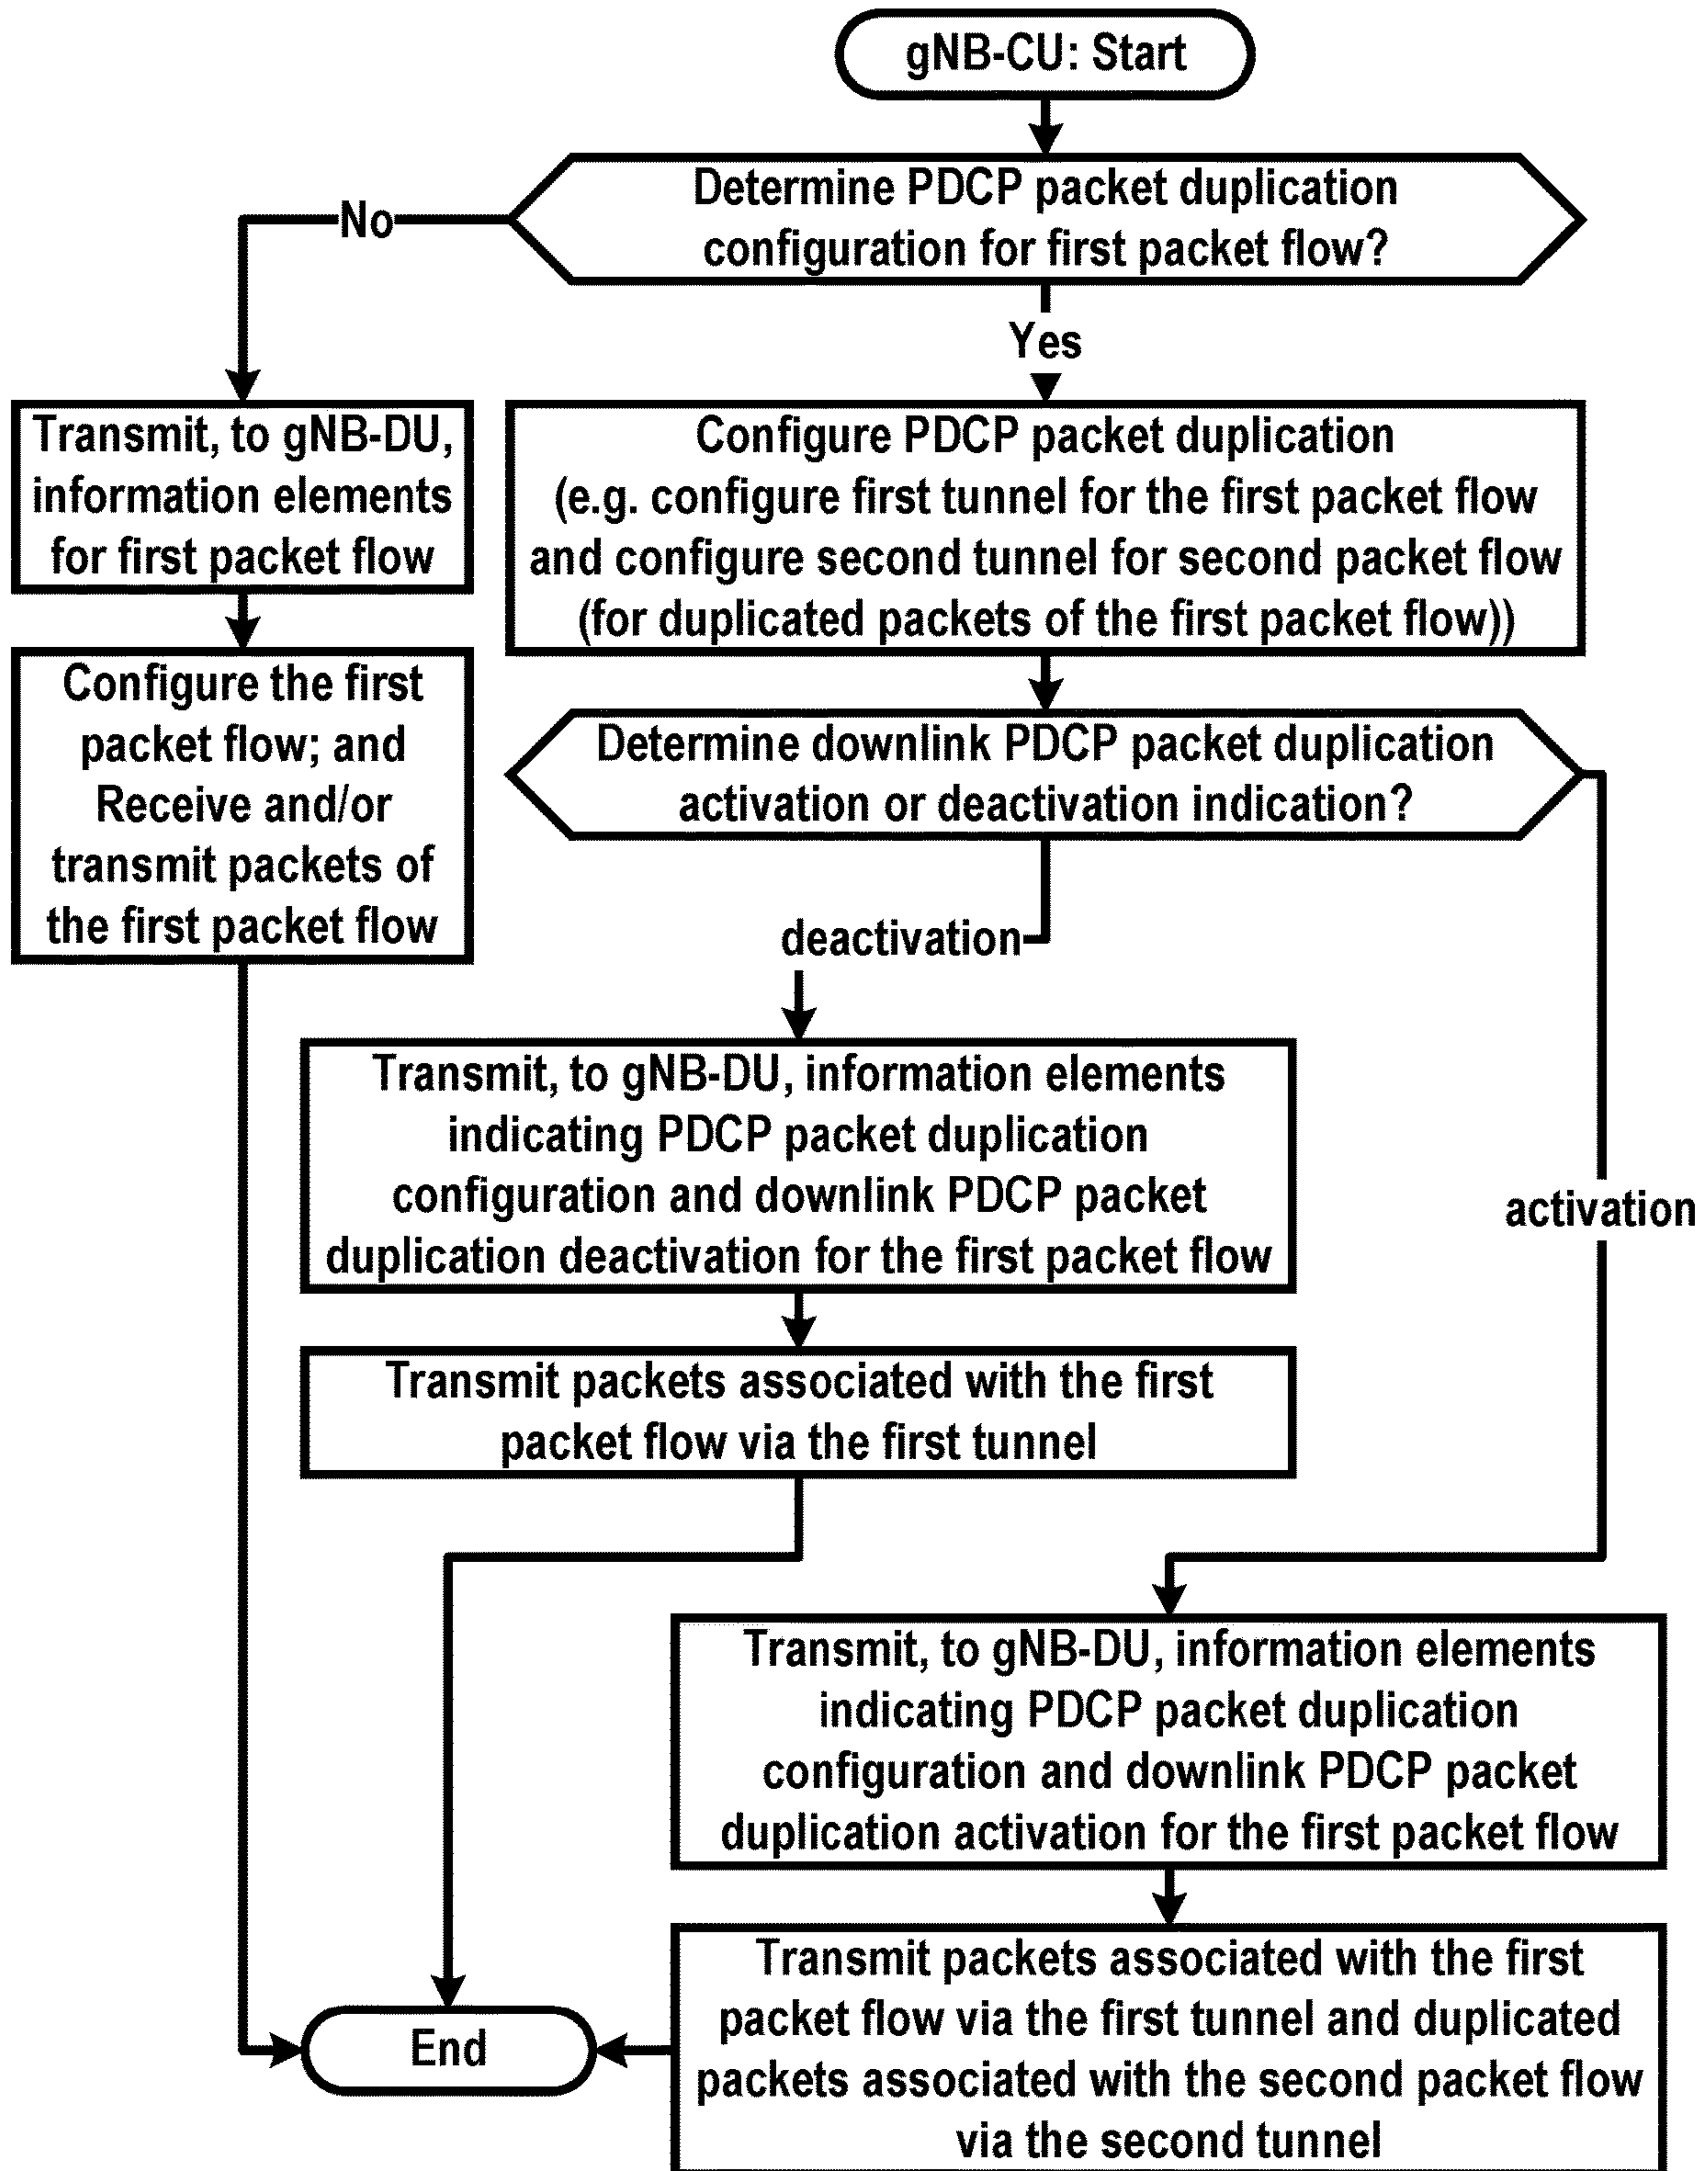 gNB-CU: Start
Determine PDCP packet duplication
configuration for first packet flow?
No
Yes
Transmit, to gNB-DU,
information elements
for first packet flow
Configure PDCP packet duplication
(e.g. configure first tunnel for the first packet flow
and configure second tunnel for second packet flow
(for duplicated packets of the first packet flow))
Configure the first
packet flow; and
Receive and/or
transmit packets of
the first packet flow
Determine downlink PDCP packet duplication
activation or deactivation indication?
deactivation
activation
Transmit, to gNB-DU, information elements
indicating PDCP packet duplication
configuration and downlink PDCP packet
duplication deactivation for the first packet flow
Transmit packets associated with the first
packet flow via the first tunnel
Transmit, to gNB-DU, information elements
indicating PDCP packet duplication
configuration and downlink PDCP packet
duplication activation for the first packet flow
Transmit packets associated with the first
packet flow via the first tunnel and duplicated
packets associated with the second packet flow
via the second tunnel
End